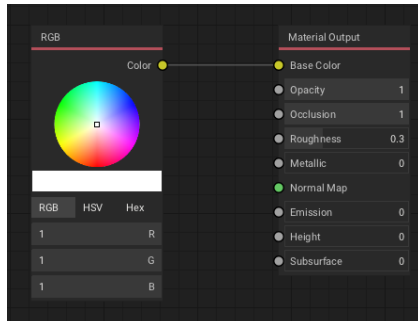 RGB
Color
RGB HSV Hex
1 R
1 G
1 B
Material Output
Base Color
Opacity 1
Occlusion 1
Roughness 0.3
Metallic 0
Normal Map
Emission 0
Height 0
Subsurface 0